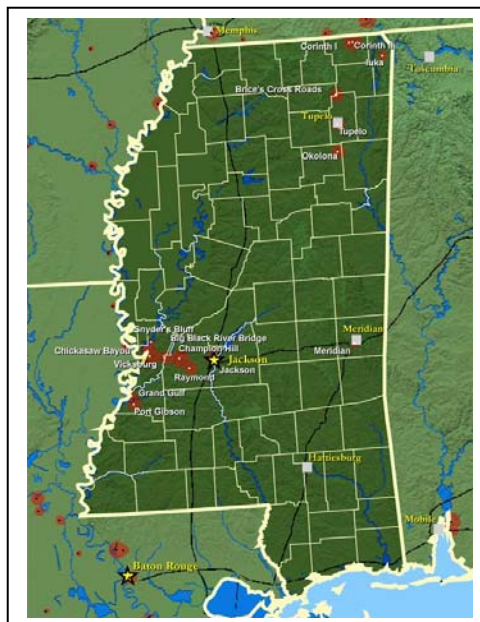 Memphis
Corinth I
Corinth II
Iuka
Tuscumbia
Brice's Cross Roads
Tupelo
Tupelo
Okolona
Snyder's Bluff
Big Black River Bridge
Chickasaw Bayou
Champion Hill
Vicksburg
Jackson
Jackson
Raymond
Meridian
Meridian
Grand Gulf
Port Gibson
Hattiesburg
Mobile
Baton Rouge